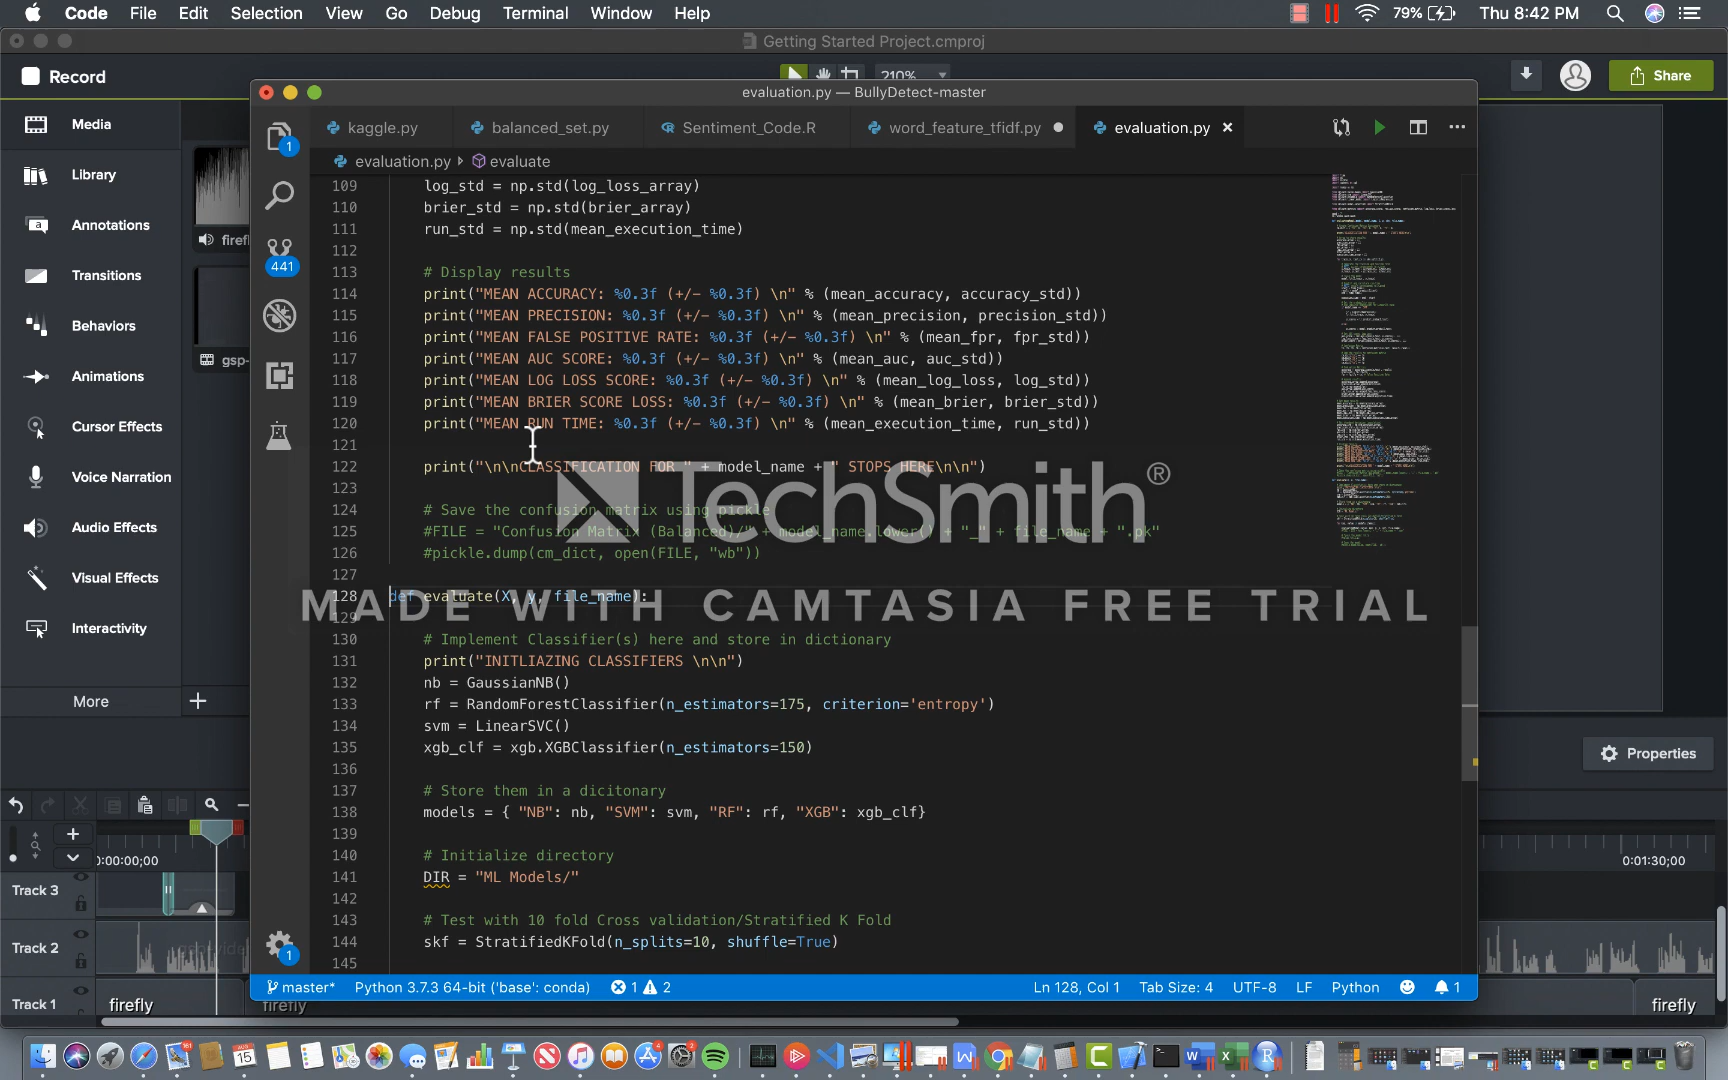 Code File Edit Selection View Go Debug Terminal Window Help 79% Thu 8:42 PM
Getting Started Project.cmproj
Record 210% Share
evaluation.py — BullyDetect-master
Media
Library
Annotations
Transitions
Behaviors
Animations
Cursor Effects
Voice Narration
Audio Effects
Visual Effects
Interactivity
More
firefl
gsp-
1
441
1
kaggle.py balanced_set.py Sentiment_Code.R word_feature_tfidf.py evaluation.py
evaluation.py evaluate
109 log_std = np.std(log_loss_array)
110 brier_std = np.std(brier_array)
111 run_std = np.std(mean_execution_time)
112
113 # Display results
114 print("MEAN ACCURACY: %0.3f (+/- %0.3f) \n" % (mean_accuracy, accuracy_std))
115 print("MEAN PRECISION: %0.3f (+/- %0.3f) \n" % (mean_precision, precision_std))
116 print("MEAN FALSE POSITIVE RATE: %0.3f (+/- %0.3f) \n" % (mean_fpr, fpr_std))
117 print("MEAN AUC SCORE: %0.3f (+/- %0.3f) \n" % (mean_auc, auc_std))
118 print("MEAN LOG LOSS SCORE: %0.3f (+/- %0.3f) \n" % (mean_log_loss, log_std))
119 print("MEAN BRIER SCORE LOSS: %0.3f (+/- %0.3f) \n" % (mean_brier, brier_std))
120 print("MEAN RUN TIME: %0.3f (+/- %0.3f) \n" % (mean_execution_time, run_std))
121
122 print("\n\nCLASSIFICATION FOR " + model_name + " STOPS HERE\n\n")
123
124 # Save the confusion matrix using pickle
125 #FILE = "Confusion Matrix (Balanced)/" + model_name.lower() + "_" + file_name + ".pk"
126 #pickle.dump(cm_dict, open(FILE, "wb"))
127
128 def evaluate(X, y, file_name):
129
130 # Implement Classifier(s) here and store in dictionary
131 print("INITLIAZING CLASSIFIERS \n\n")
132 nb = GaussianNB()
133 rf = RandomForestClassifier(n_estimators=175, criterion='entropy')
134 svm = LinearSVC()
135 xgb_clf = xgb.XGBClassifier(n_estimators=150)
136
137 # Store them in a dicitonary
138 models = { "NB": nb, "SVM": svm, "RF": rf, "XGB": xgb_clf}
139
140 # Initialize directory
141 DIR = "ML Models/"
142
143 # Test with 10 fold Cross validation/Stratified K Fold
144 skf = StratifiedKFold(n_splits=10, shuffle=True)
145
TechSmith®
MADE WITH CAMTASIA FREE TRIAL
Properties
0:00:00;00 0:01:30;00
Track 3
Track 2
Track 1 firefly firefly firefly
master* Python 3.7.3 64-bit ('base': conda) 1 2 Ln 128, Col 1 Tab Size: 4 UTF-8 LF Python 1